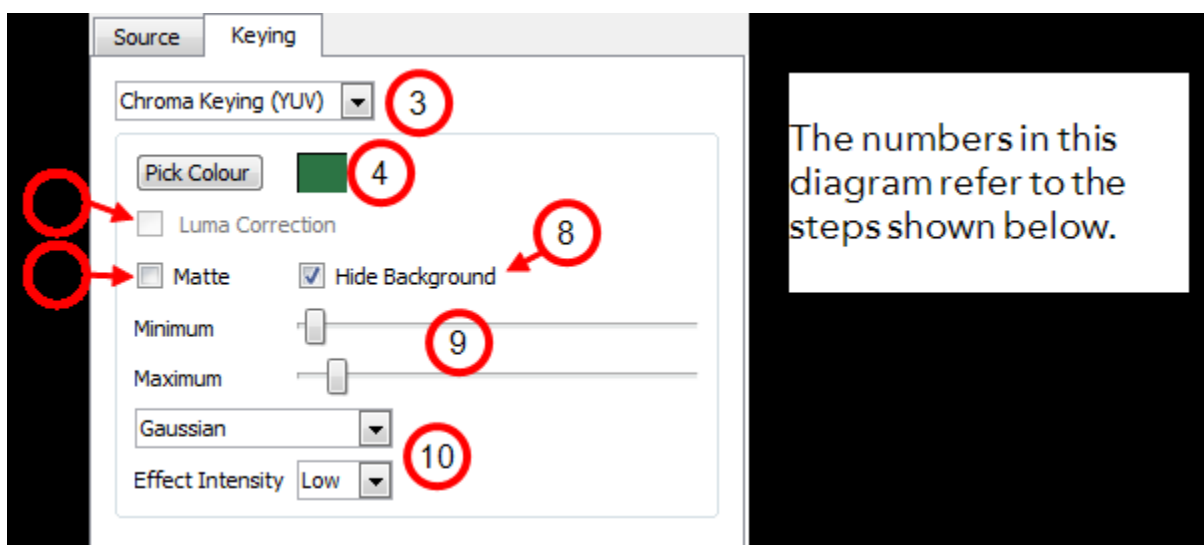 Source Keying
Chroma Keying (YUV) 3
Pick Colour 4
Luma Correction
8
Matte Hide Background
Minimum
9
Maximum
Gaussian
10
Effect Intensity Low
The numbers in this
diagram refer to the
steps shown below.